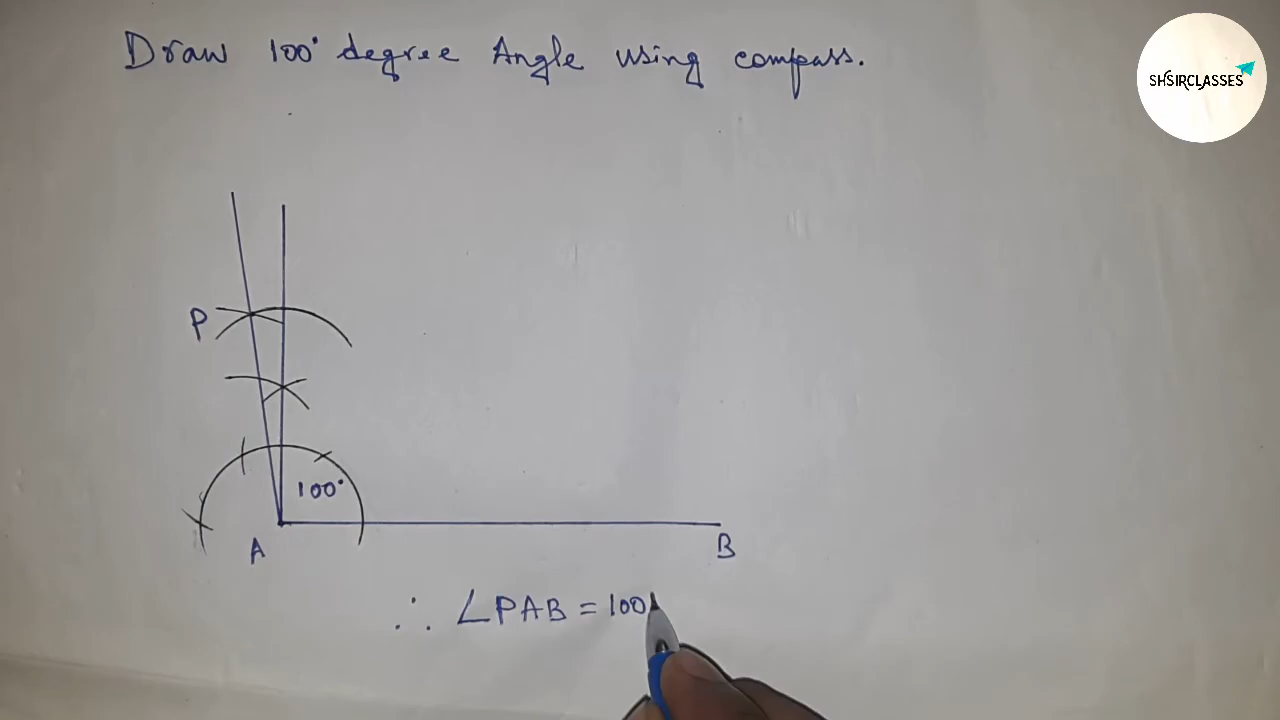 Draw 100° degree Angle using compass.
SHSIRCLASSES
P
100°
A
B
∴ ∠PAB = 100